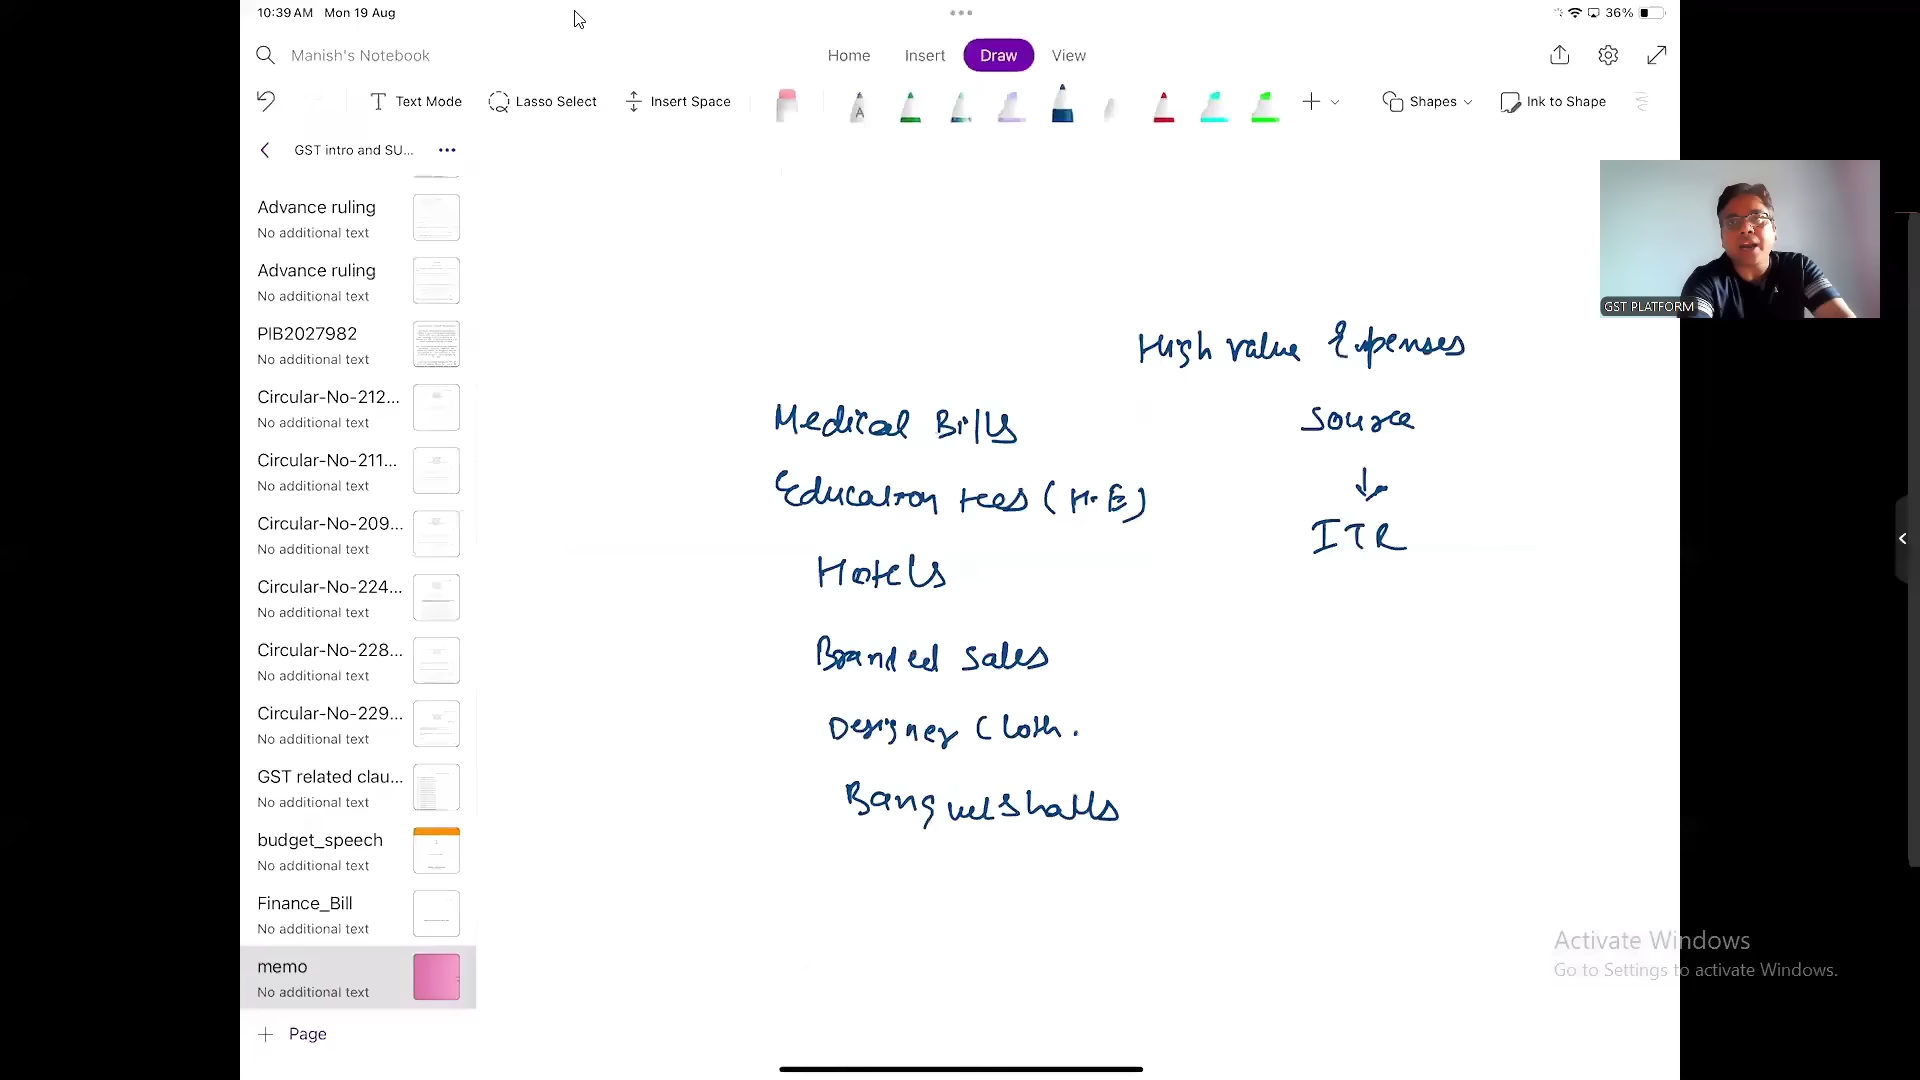 10:39 AM Mon 19 Aug
36%
Manish's Notebook
Home Insert Draw View
Text Mode Lasso Select Insert Space Shapes Ink to Shape
A
GST intro and SU...
Advance ruling
No additional text
Advance ruling
No additional text
PIB2027982
No additional text
Circular-No-212...
No additional text
Circular-No-211...
No additional text
Circular-No-209...
No additional text
Circular-No-224...
No additional text
Circular-No-228...
No additional text
Circular-No-229...
No additional text
GST related clau...
No additional text
budget_speech
No additional text
Finance_Bill
No additional text
memo
No additional text
Page
High value Expenses
Source
ITR
Medical Bills
Education fees (H.E)
Hotels
Branded Sales
Designer Cloth.
Banquets halls
GST PLATFORM
Activate Windows
Go to Settings to activate Windows.